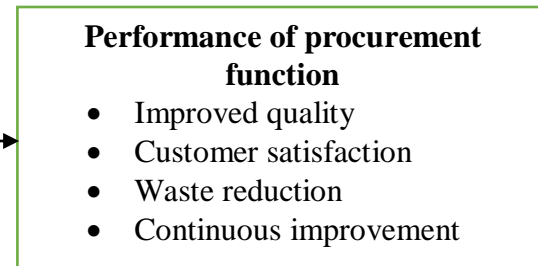 Performance of procurement
function
• Improved quality
• Customer satisfaction
• Waste reduction
• Continuous improvement